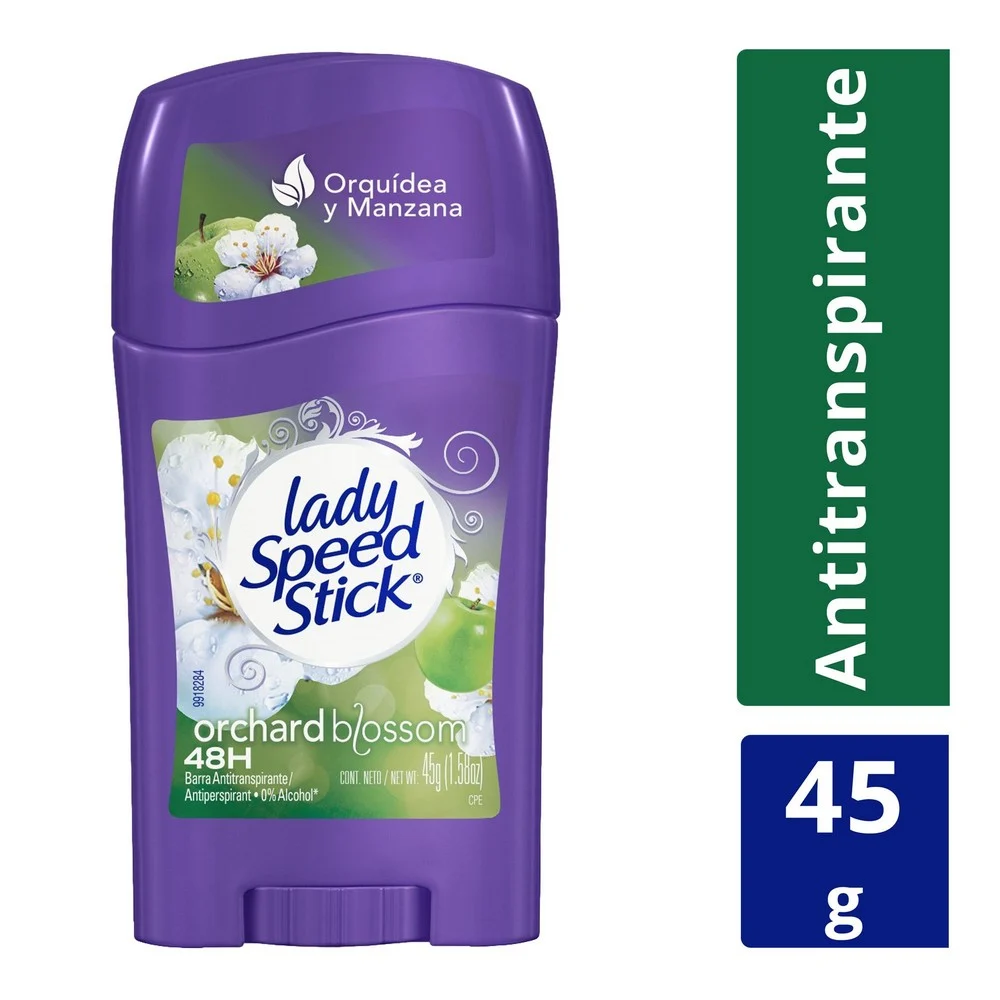 Orquídea
y Manzana
lady
Speed
Stick®
9918284
orchard blossom
48H
Barra Antitranspirante/
Antiperspirant • 0% Alcohol*
CONT. NETO / NET WT. 45g (1.58oz)
CPE
Antitranspirante
45
g